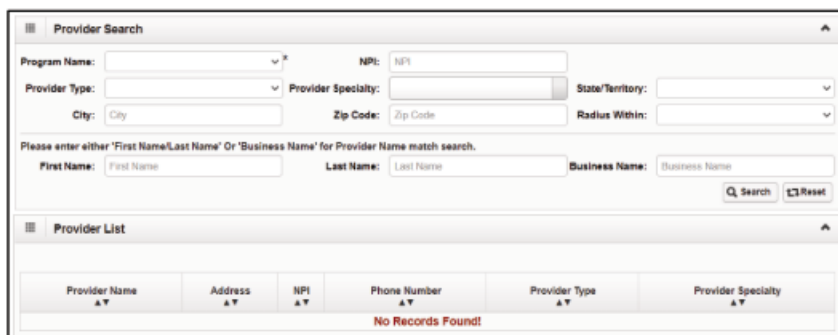 Provider Search
Program Name: * NPI: NPI
Provider Type: Provider Specialty: State/Territory:
City: City Zip Code: Zip Code Radius Within:
Please enter either 'First Name/Last Name' Or 'Business Name' for Provider Name match search.
First Name: First Name Last Name: Last Name Business Name: Business Name
Search Reset
Provider List
Provider Name Address NPI Phone Number Provider Type Provider Specialty
▲▼ ▲▼ ▲▼ ▲▼ ▲▼ ▲▼
No Records Found!